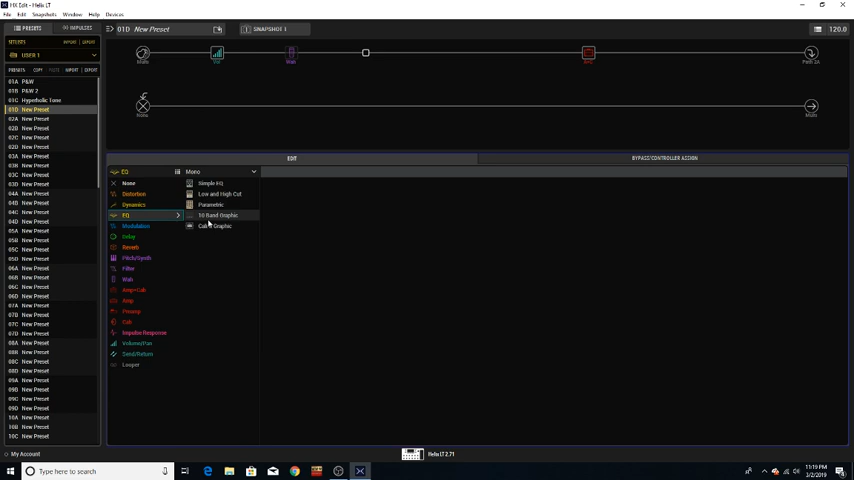 HX Edit - Helix LT
File Edit Snapshots Window Help Devices
PRESETS IMPULSES
01D New Preset SNAPSHOT 1 120.0
SETLISTS IMPORT | EXPORT
USER 1
PRESETS COPY PASTE IMPORT | EXPORT
01A P&W
01B P&W 2
01C Hyperbolic Tone
01D New Preset
02A New Preset
02B New Preset
02C New Preset
02D New Preset
03A New Preset
03B New Preset
03C New Preset
03D New Preset
04A New Preset
04B New Preset
04C New Preset
04D New Preset
05A New Preset
05B New Preset
05C New Preset
05D New Preset
06A New Preset
06B New Preset
06C New Preset
06D New Preset
07A New Preset
07B New Preset
07C New Preset
07D New Preset
08A New Preset
08B New Preset
08C New Preset
08D New Preset
09A New Preset
09B New Preset
09C New Preset
09D New Preset
10A New Preset
10B New Preset
10C New Preset
Multi Vol Wah Path 2A
None Multi
EDIT BYPASS/CONTROLLER ASSIGN
EQ Mono
None
Distortion
Dynamics
EQ
Modulation
Delay
Reverb
Pitch/Synth
Filter
Wah
Amp+Cab
Amp
Preamp
Cab
Impulse Response
Volume/Pan
Send/Return
Looper
Simple EQ
Low and High Cut
Parametric
10 Band Graphic
Graphic
My Account Helix LT 2.71
Type here to search
11:19 PM
3/2/2019